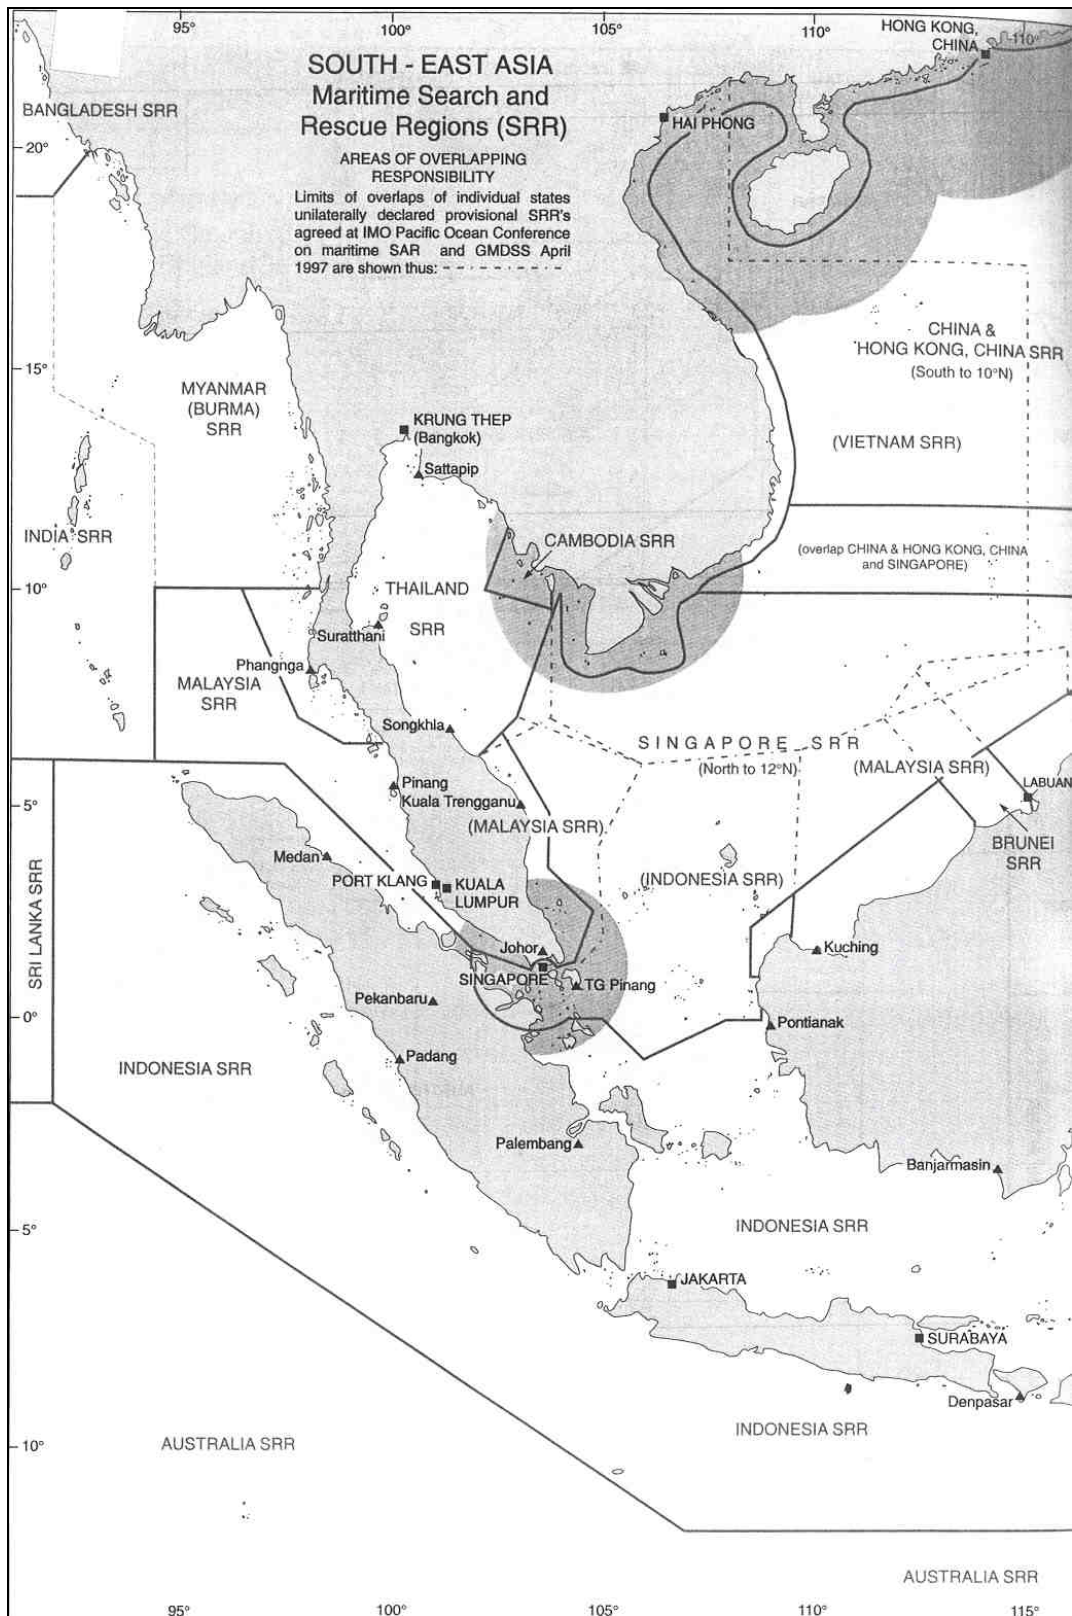 95°
100°
105°
110°
HONG KONG,
CHINA
110°
SOUTH - EAST ASIA
Maritime Search and
Rescue Regions (SRR)
AREAS OF OVERLAPPING
RESPONSIBILITY
Limits of overlaps of individual states
unilaterally declared provisional SRR's
agreed at IMO Pacific Ocean Conference
on maritime SAR and GMDSS April
1997 are shown thus:
BANGLADESH SRR
HAI PHONG
20°
CHINA &
HONG KONG, CHINA SRR
(South to 10°N)
15°
MYANMAR
(BURMA)
SRR
KRUNG THEP
(Bangkok)
(VIETNAM SRR)
Sattapip
INDIA SRR
CAMBODIA SRR
(overlap CHINA & HONG KONG, CHINA
and SINGAPORE)
10°
THAILAND
SRR
Suratthani
Phangnga
MALAYSIA
SRR
Songkhla
SINGAPORE SRR
(North to 12°N)
(MALAYSIA SRR)
Pinang
LABUAN
Kuala Trengganu
5°
(MALAYSIA SRR)
BRUNEI
SRR
Medan
PORT KLANG
KUALA
LUMPUR
(INDONESIA SRR)
SRI LANKA SRR
Johor
Kuching
SINGAPORE
TG Pinang
Pekanbaru
0°
Pontianak
INDONESIA SRR
Padang
Palembang
Banjarmasin
5°
INDONESIA SRR
JAKARTA
SURABAYA
Denpasar
INDONESIA SRR
10°
AUSTRALIA SRR
AUSTRALIA SRR
95°
100°
105°
110°
115°